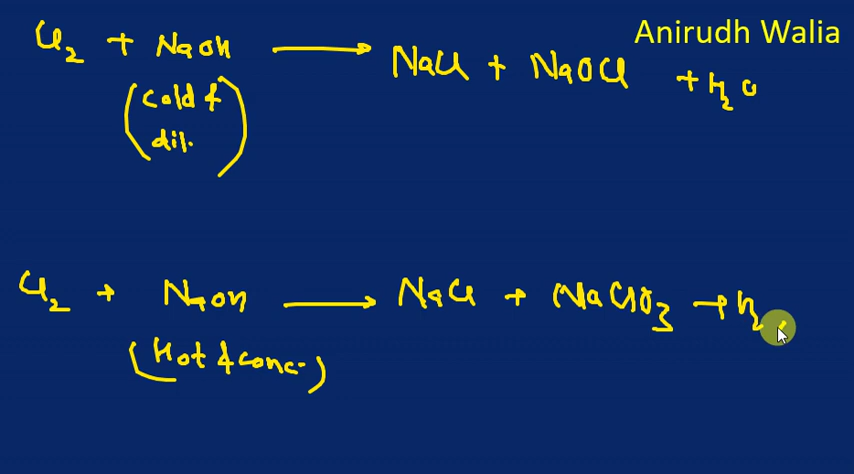 Anirudh Walia
Cl2 + NaOH → NaCl + NaOCl + H2O
(cold & dil.)
Cl2 + NaOH → NaCl + NaClO3 + H2
(Hot & conc.)